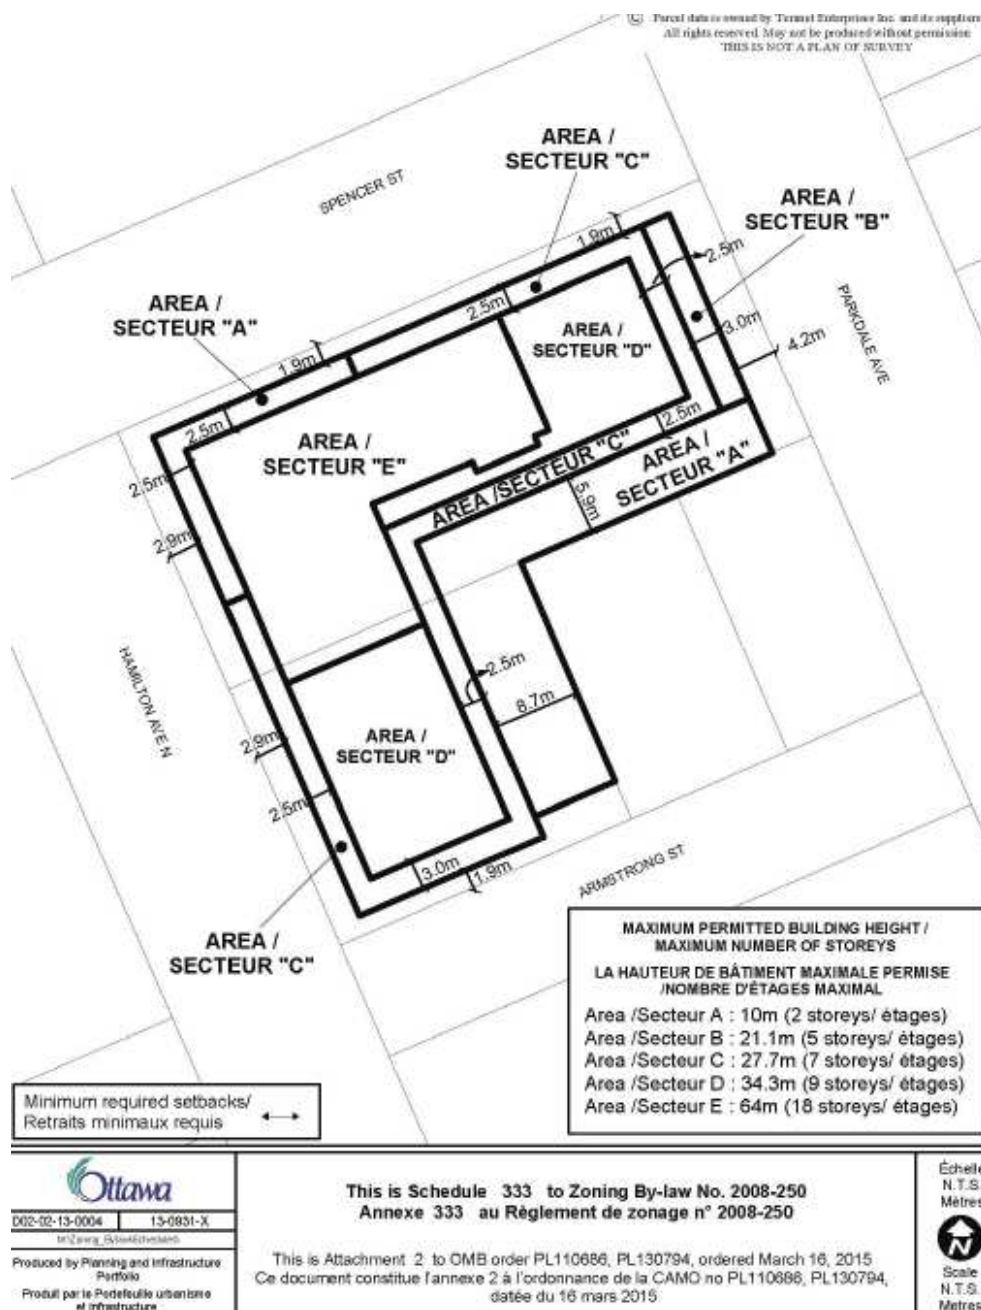 © Parcel data is owned by Teranet Enterprises Inc. and its suppliers
All rights reserved. May not be produced without permission
THIS IS NOT A PLAN OF SURVEY
AREA /
SECTEUR "C"
SPENCER ST
AREA /
SECTEUR "B"
1.9m
2.5m
AREA /
SECTEUR "A"
2.5m
PARKDALE AVE
3.0m
4.2m
1.9m
AREA /
SECTEUR "D"
2.5m
AREA /
SECTEUR "E"
2.5m
2.5m
AREA /SECTEUR "C"
AREA /
SECTEUR "A"
5.9m
2.9m
HAMILTON AVE N
2.5m
8.7m
2.9m
AREA /
SECTEUR "D"
2.5m
3.0m
1.9m
ARMSTRONG ST
AREA /
SECTEUR "C"
MAXIMUM PERMITTED BUILDING HEIGHT /
MAXIMUM NUMBER OF STOREYS
LA HAUTEUR DE BÂTIMENT MAXIMALE PERMISE
/NOMBRE D'ÉTAGES MAXIMAL
Area /Secteur A : 10m (2 storeys/ étages)
Area /Secteur B : 21.1m (5 storeys/ étages)
Area /Secteur C : 27.7m (7 storeys/ étages)
Area /Secteur D : 34.3m (9 storeys/ étages)
Area /Secteur E : 64m (18 storeys/ étages)
Minimum required setbacks/
Retraits minimaux requis
Ottawa
D02-02-13-0004 13-0931-X
Produced by Planning and Infrastructure
Portfolio
Produit par le Portefeuille urbanisme
et infrastructure
This is Schedule 333 to Zoning By-law No. 2008-250
Annexe 333 au Règlement de zonage n° 2008-250
This is Attachment 2 to OMB order PL110686, PL130794, ordered March 16, 2015
Ce document constitue l'annexe 2 à l'ordonnance de la CAMO no PL110686, PL130794,
datée du 16 mars 2015
Échelle
N.T.S.
Mètres
N
Scale
N.T.S.
Metres